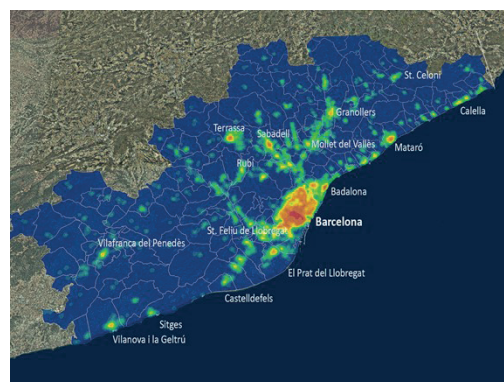 St. Celoni
Granollers
Calella
Terrassa
Sabadell
Mollet del Vallès
Mataró
Rubí
Badalona
Barcelona
St. Feliu de Llobregat
Vilafranca del Penedès
El Prat del Llobregat
Castelldefels
Sitges
Vilanova i la Geltrú